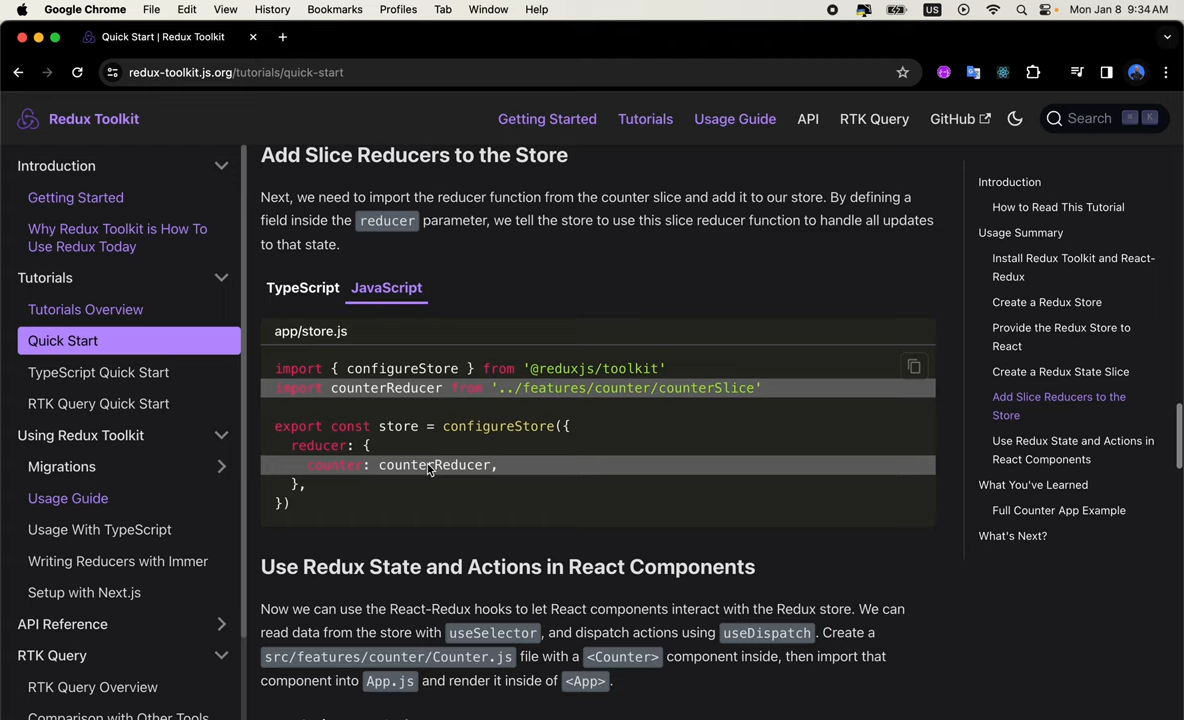 Google Chrome File Edit View History Bookmarks Profiles Tab Window Help US Mon Jan 8 9:34 AM
Quick Start | Redux Toolkit
redux-toolkit.js.org/tutorials/quick-start
Redux Toolkit
Getting Started Tutorials Usage Guide API RTK Query GitHub Search ⌘ K
Introduction
Getting Started
Why Redux Toolkit is How To
Use Redux Today
Tutorials
Tutorials Overview
Quick Start
TypeScript Quick Start
RTK Query Quick Start
Using Redux Toolkit
Migrations
Usage Guide
Usage With TypeScript
Writing Reducers with Immer
Setup with Next.js
API Reference
RTK Query
RTK Query Overview
Comparison with Other Tools
Add Slice Reducers to the Store
Next, we need to import the reducer function from the counter slice and add it to our store. By defining a
field inside the reducer parameter, we tell the store to use this slice reducer function to handle all updates
to that state.
TypeScript JavaScript
app/store.js
import { configureStore } from '@reduxjs/toolkit'
import counterReducer from '../features/counter/counterSlice'
export const store = configureStore({
reducer: {
counter: counterReducer,
},
})
Use Redux State and Actions in React Components
Now we can use the React-Redux hooks to let React components interact with the Redux store. We can
read data from the store with useSelector, and dispatch actions using useDispatch. Create a
src/features/counter/Counter.js file with a <Counter> component inside, then import that
component into App.js and render it inside of <App>.
Introduction
How to Read This Tutorial
Usage Summary
Install Redux Toolkit and React-
Redux
Create a Redux Store
Provide the Redux Store to
React
Create a Redux State Slice
Add Slice Reducers to the
Store
Use Redux State and Actions in
React Components
What You've Learned
Full Counter App Example
What's Next?